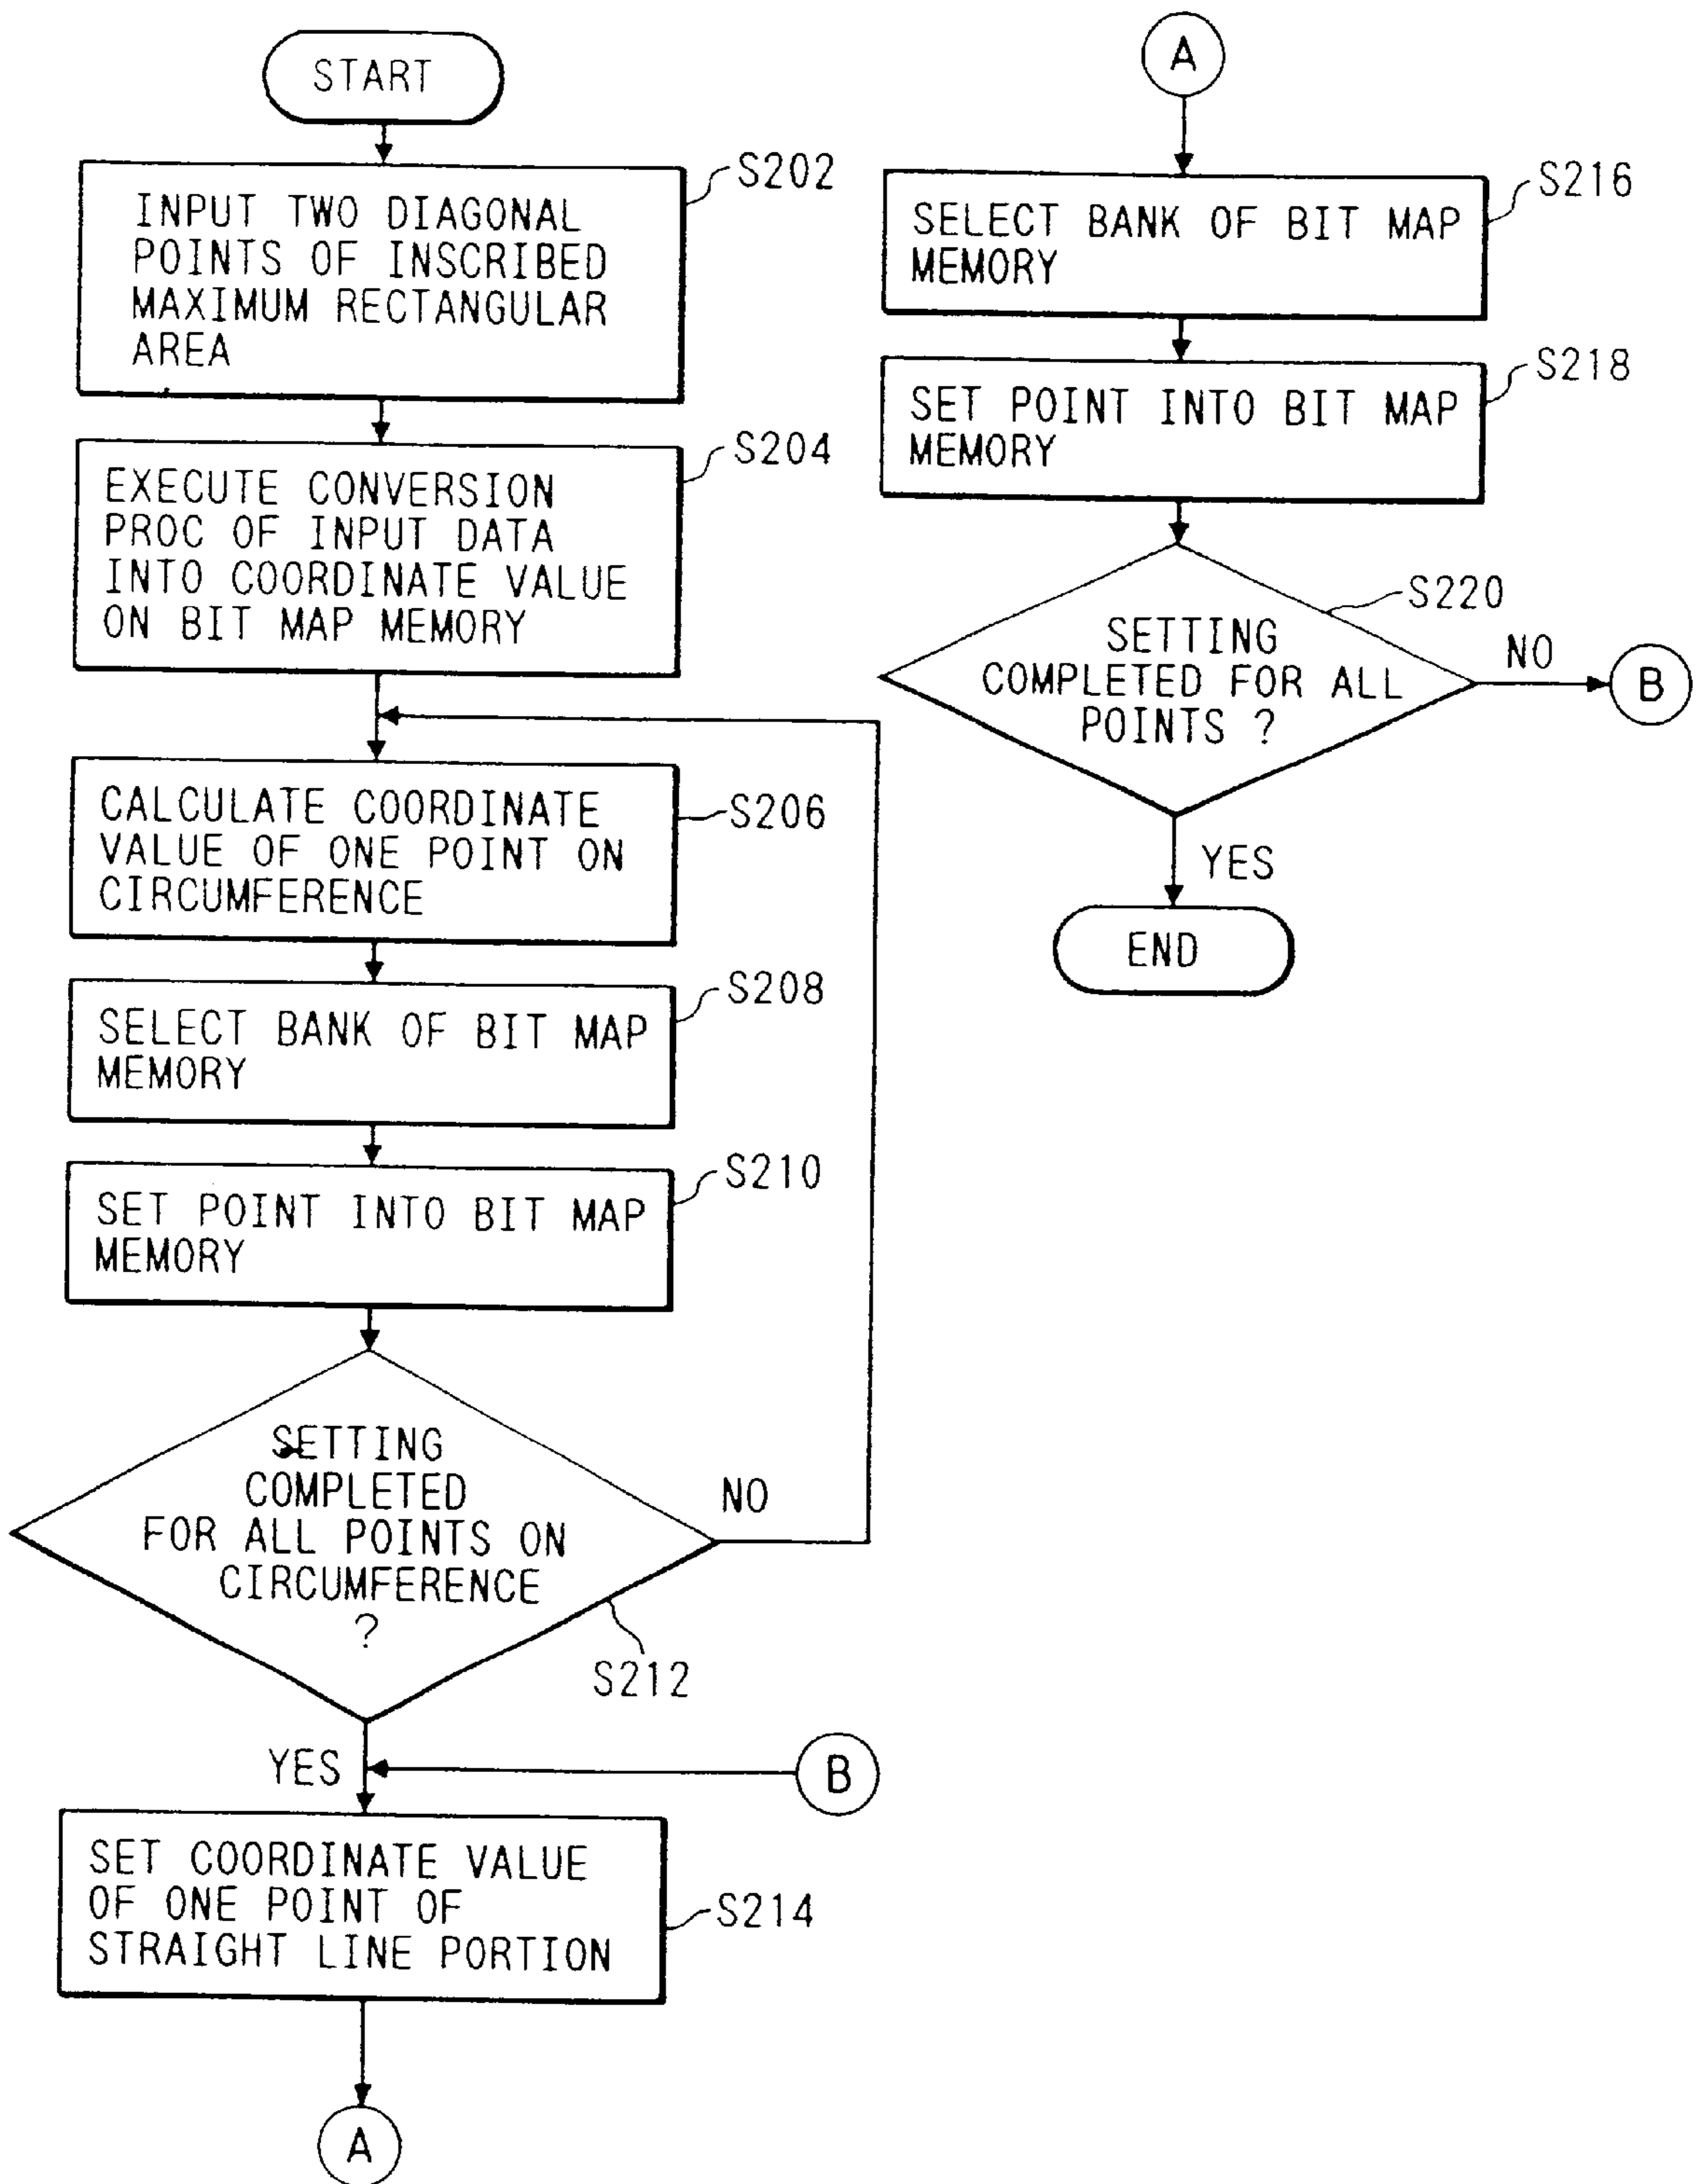 START
S202
INPUT TWO DIAGONAL
POINTS OF INSCRIBED
MAXIMUM RECTANGULAR
AREA
S204
EXECUTE CONVERSION
PROC OF INPUT DATA
INTO COORDINATE VALUE
ON BIT MAP MEMORY
CALCULATE COORDINATE
VALUE OF ONE POINT ON
CIRCUMFERENCE
S206
S208
SELECT BANK OF BIT MAP
MEMORY
S210
SET POINT INTO BIT MAP
MEMORY
SETTING
COMPLETED
FOR ALL POINTS ON
CIRCUMFERENCE
?
NO
S212
YES
B
SET COORDINATE VALUE
OF ONE POINT OF
STRAIGHT LINE PORTION
S214
A
A
S216
SELECT BANK OF BIT MAP
MEMORY
S218
SET POINT INTO BIT MAP
MEMORY
S220
SETTING
COMPLETED FOR ALL
POINTS ?
NO
B
YES
END